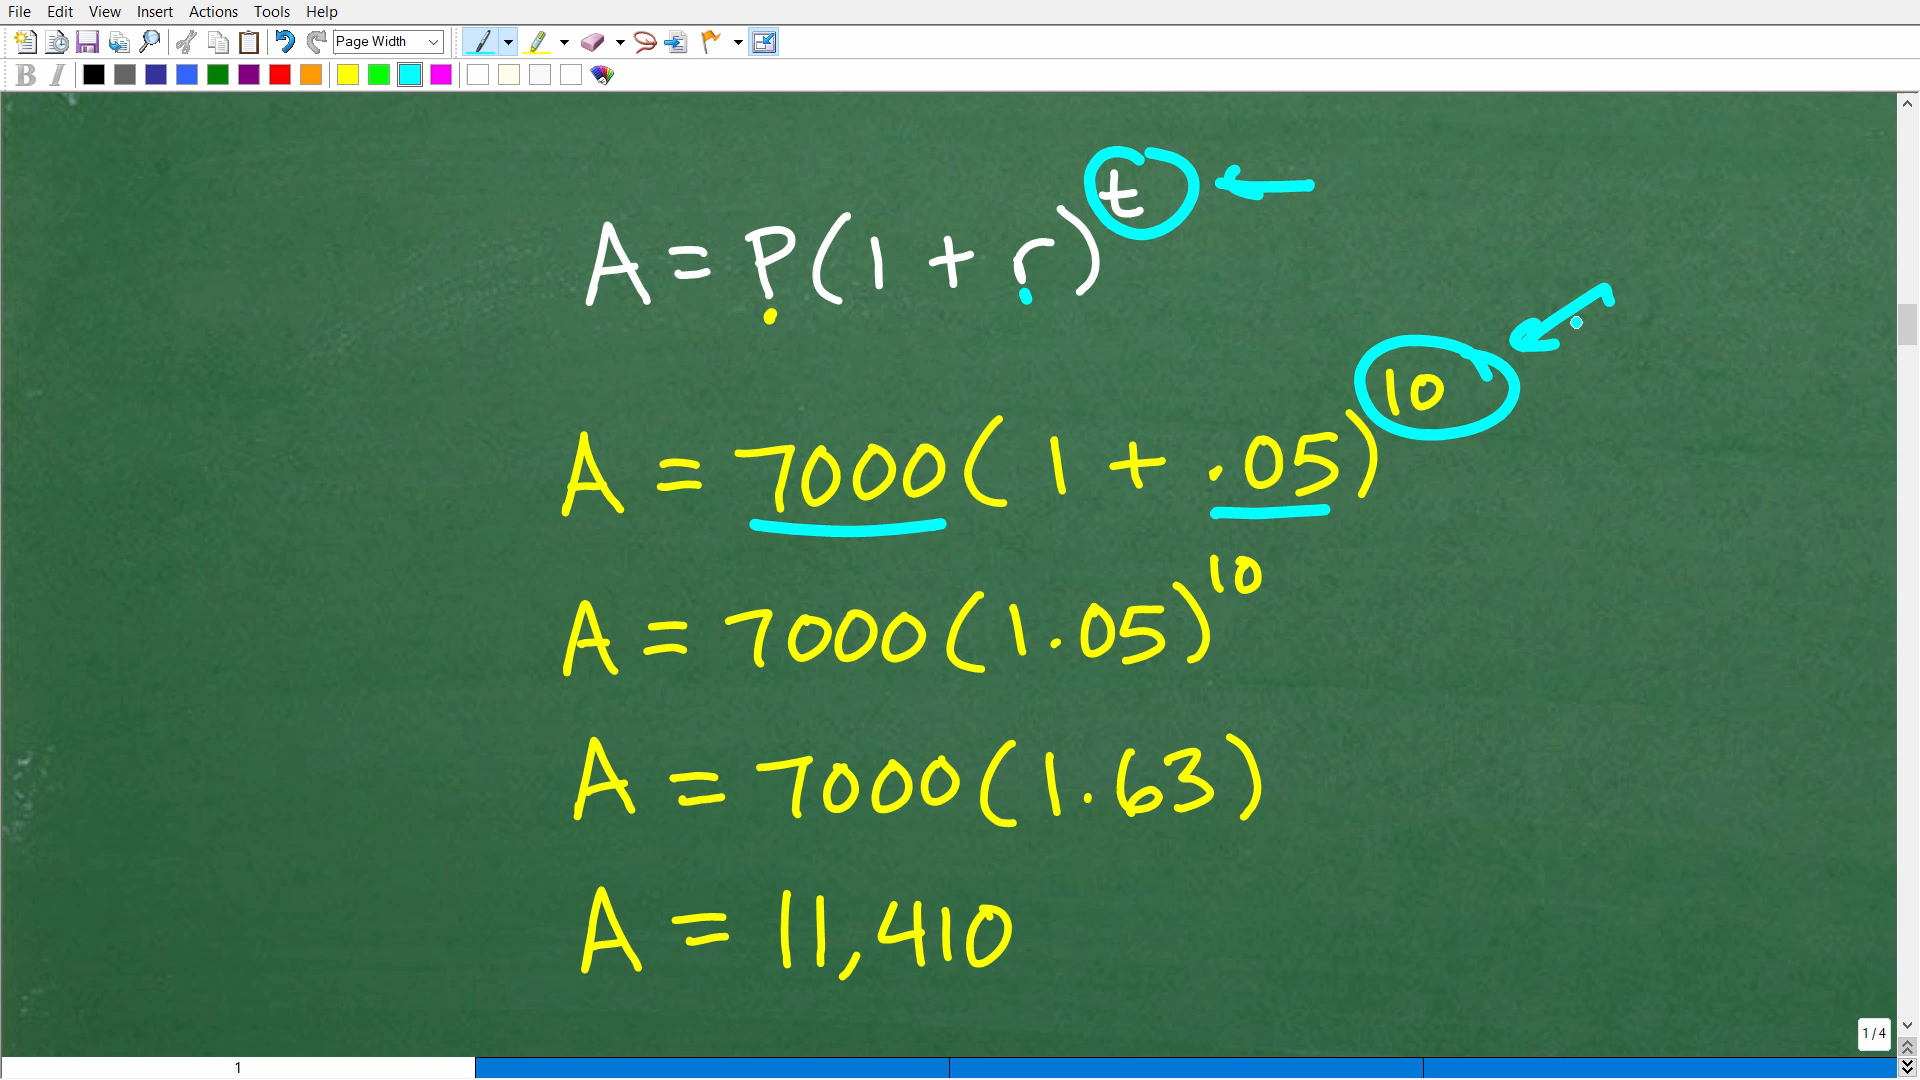 File Edit View Insert Actions Tools Help
Page Width
B I
A = P(1 + r)^t
A = 7000(1 + .05)^10
A = 7000(1.05)^10
A = 7000(1.63)
A = 11,410
1 / 4
1